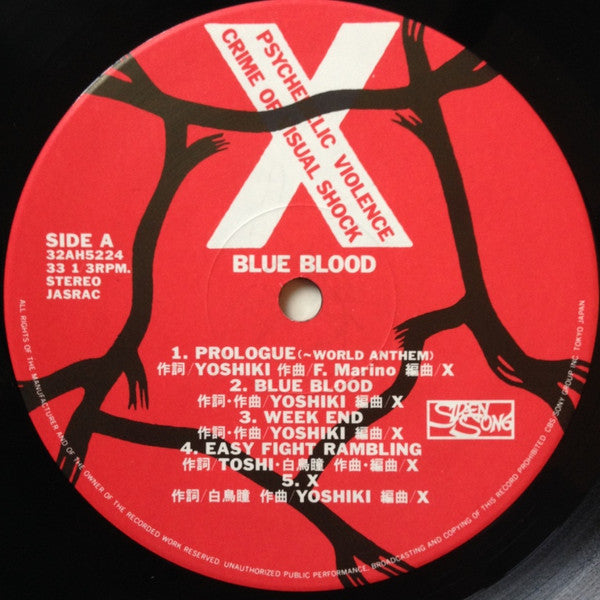 PSYCHEDELIC VIOLENCE
CRIME OF VISUAL SHOCK
X
SIDE A
32AH5224
33 1 3RPM.
STEREO
JASRAC
BLUE BLOOD
1. PROLOGUE(~WORLD ANTHEM)
作詞/YOSHIKI 作曲/F. Marino 編曲/X
2. BLUE BLOOD
作詞・作曲/YOSHIKI 編曲/X
3. WEEK END
作詞・作曲/YOSHIKI 編曲/X
4. EASY FIGHT RAMBLING
作詞/TOSHI・白鳥瞳 作曲・編曲/X
5. X
作詞/白鳥瞳 作曲/YOSHIKI 編曲/X
SIREN SONG
ALL RIGHTS OF THE MANUFACTURER AND OF THE OWNER OF THE RECORDED WORK RESERVED. UNAUTHORIZED PUBLIC PERFORMANCE, BROADCASTING AND COPYING OF THIS RECORD PROHIBITED CBS/SONY GROUP INC. TOKYO JAPAN